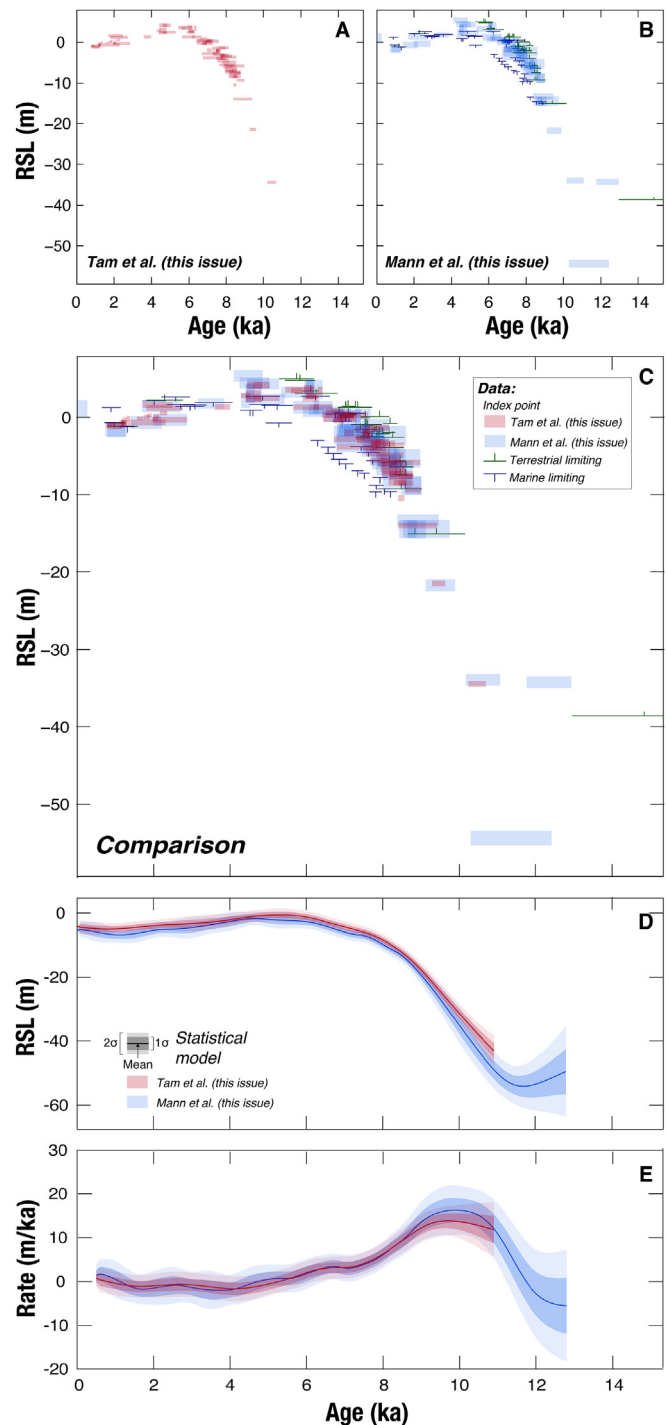 A
B
RSL (m)
0
−10
−20
−30
−40
−50
Tam et al. (this issue)
Mann et al. (this issue)
0 2 4 6 8 10 12 14
0 2 4 6 8 10 12 14
Age (ka)
Age (ka)
C
Data:
Index point
Tam et al. (this issue)
Mann et al. (this issue)
Terrestrial limiting
Marine limiting
RSL (m)
0
−10
−20
−30
−40
−50
Comparison
D
RSL (m)
0
-20
-40
-60
2σ
1σ
Mean
Statistical
model
Tam et al. (this issue)
Mann et al. (this issue)
E
Rate (m/ka)
30
20
10
0
-10
-20
0 2 4 6 8 10 12 14
Age (ka)